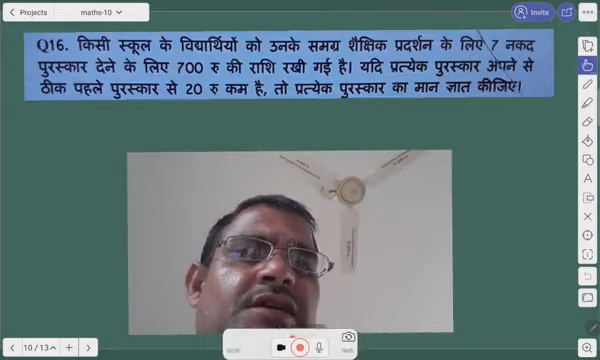 Projects
maths-10
Invite
Q16. किसी स्कूल के विद्यार्थियों को उनके समग्र शैक्षिक प्रदर्शन के लिए 7 नकद
पुरस्कार देने के लिए 700 रु की राशि रखी गई है। यदि प्रत्येक पुरस्कार अपने से
ठीक पहले पुरस्कार से 20 रु कम है, तो प्रत्येक पुरस्कार का मान ज्ञात कीजिए।
10 / 13